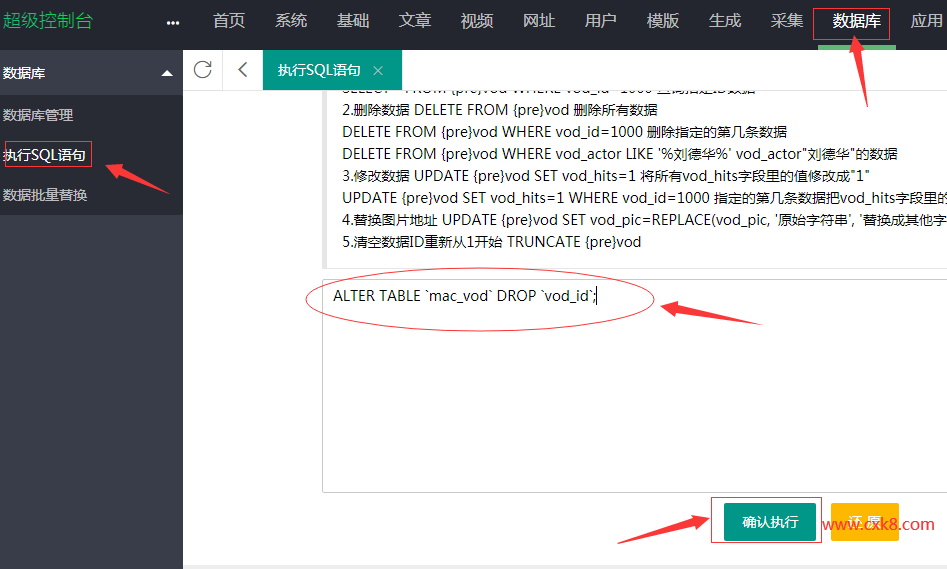 超级控制台 ... 首页 系统 基础 文章 视频 网址 用户 模版 生成 采集 数据库 应用
数据库
执行SQL语句 ×
数据库管理
执行SQL语句
数据批量替换
2.删除数据 DELETE FROM {pre}vod 删除所有数据
DELETE FROM {pre}vod WHERE vod_id=1000 删除指定的第几条数据
DELETE FROM {pre}vod WHERE vod_actor LIKE '%刘德华%' vod_actor"刘德华"的数据
3.修改数据 UPDATE {pre}vod SET vod_hits=1 将所有vod_hits字段里的值修改成"1"
UPDATE {pre}vod SET vod_hits=1 WHERE vod_id=1000 指定的第几条数据把vod_hits字段里的
4.替换图片地址 UPDATE {pre}vod SET vod_pic=REPLACE(vod_pic, '原始字符串', '替换成其他字
5.清空数据ID重新从1开始 TRUNCATE {pre}vod
ALTER TABLE `mac_vod` DROP `vod_id`;
确认执行
www.cxk8.com